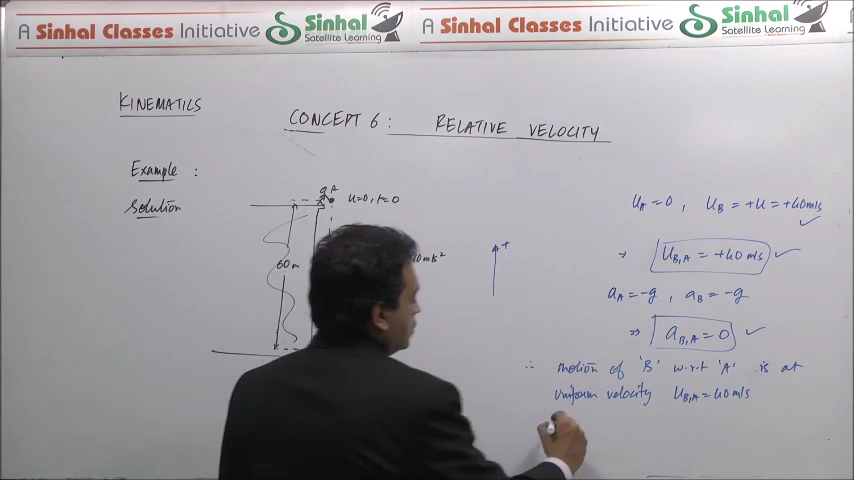 A Sinhal Classes Initiative Sinhal Satellite Learning A Sinhal Classes Initiative Sinhal Satellite Learning
KINEMATICS
CONCEPT 6 : RELATIVE VELOCITY
Example :
Solution
A
u=0, t=0
60 m
10 m/s²
+
u_A = 0 , u_B = +u = +40 m/s
⇒ u_B,A = +40 m/s
a_A = -g , a_B = -g
⇒ a_B,A = 0
∴ motion of 'B' w.r.t 'A' is at
uniform velocity u_B,A = 40 m/s